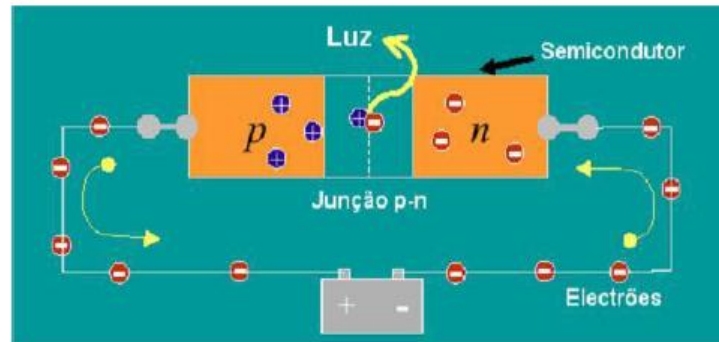 Luz
Semicondutor
p
n
Junção p-n
+ -
Electrões